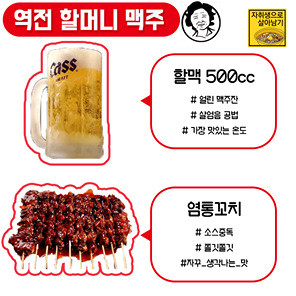 역전 할머니 맥주
자취생으로
살아남기
cass
할맥 500cc
# 얼린 맥주잔
# 살얼음 공법
# 가장 맛있는 온도
염통꼬치
# 소스중독
# 쫄깃쫄깃
#자꾸_생각나는_맛